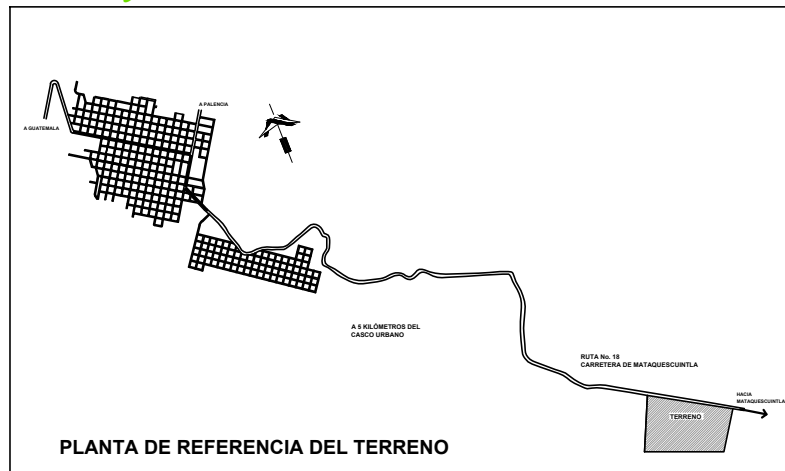 A PALENCIA
A GUATEMALA
A 5 KILÓMETROS DEL
CASCO URBANO
RUTA No. 18
CARRETERA DE MATAQUESCUINTLA
HACIA
MATAQUESCUINTLA
TERRENO
PLANTA DE REFERENCIA DEL TERRENO